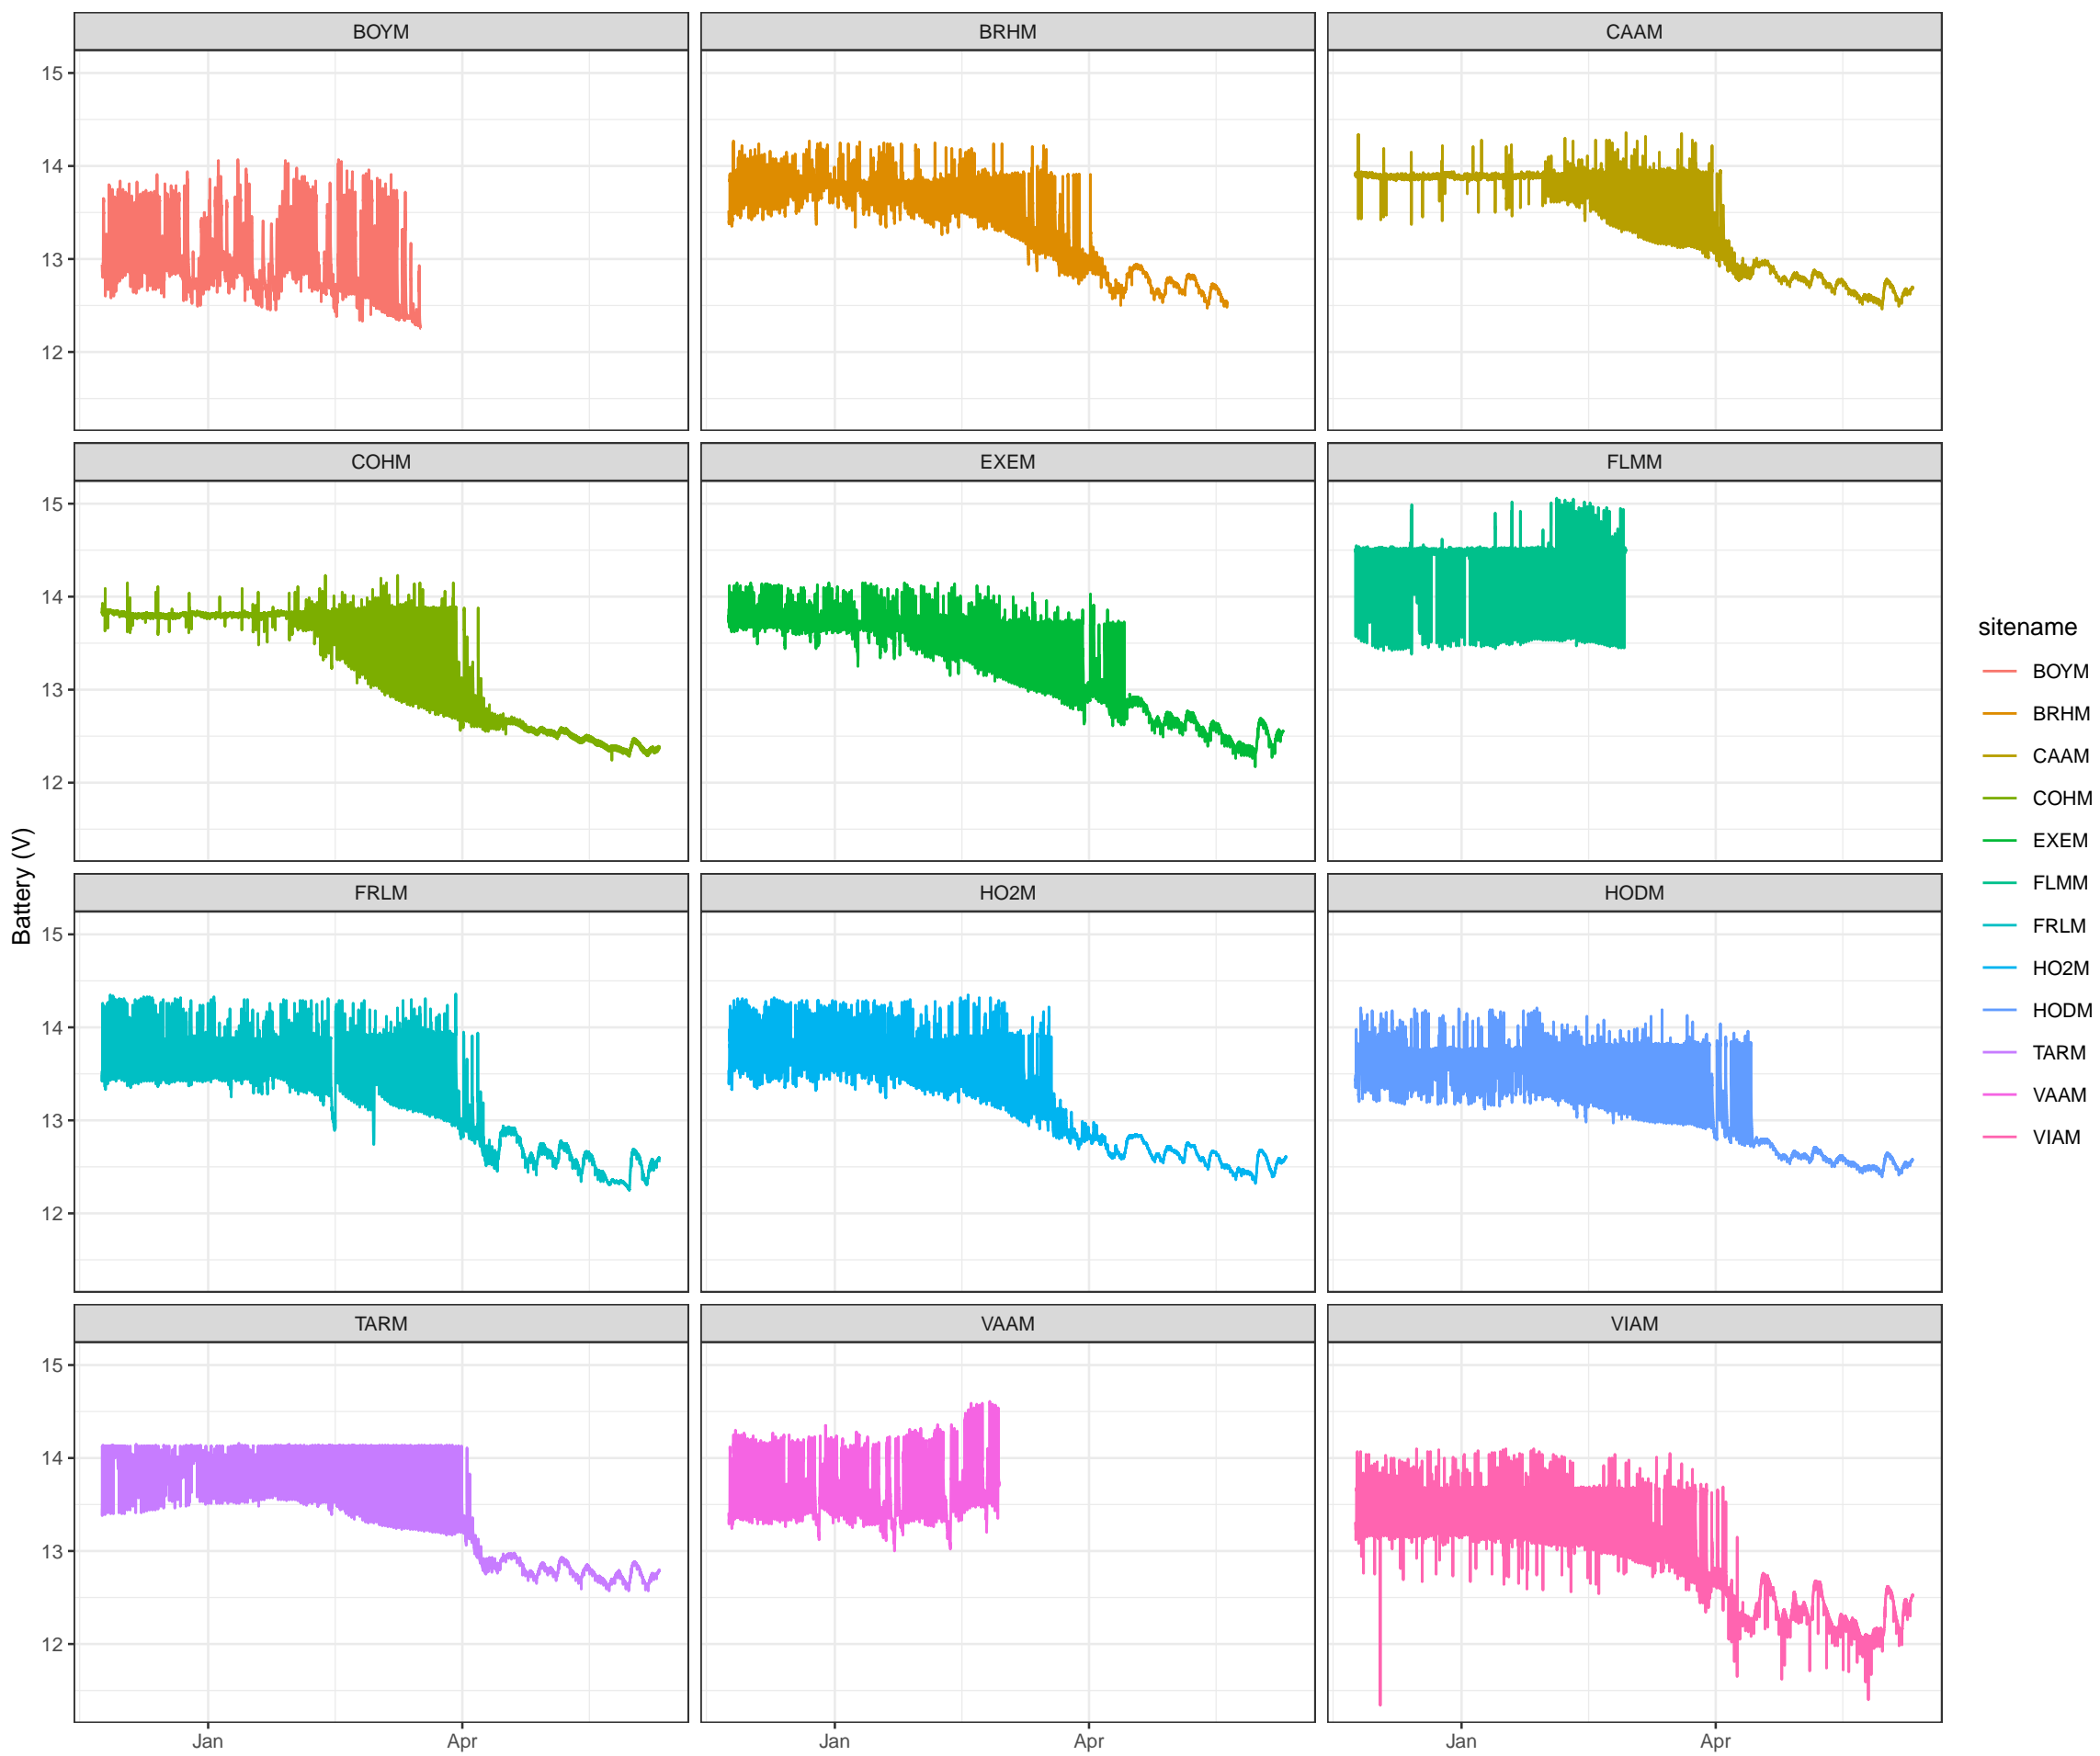 BOYM
BRHM
CAAM
15
14
13
12
COHM
EXEM
FLMM
15
14
13
12
FRLM
HO2M
HODM
15
14
13
12
TARM
VAAM
VIAM
15
14
13
12
Jan
Apr
Jan
Apr
Jan
Apr
Battery (V)
sitename
BOYM
BRHM
CAAM
COHM
EXEM
FLMM
FRLM
HO2M
HODM
TARM
VAAM
VIAM